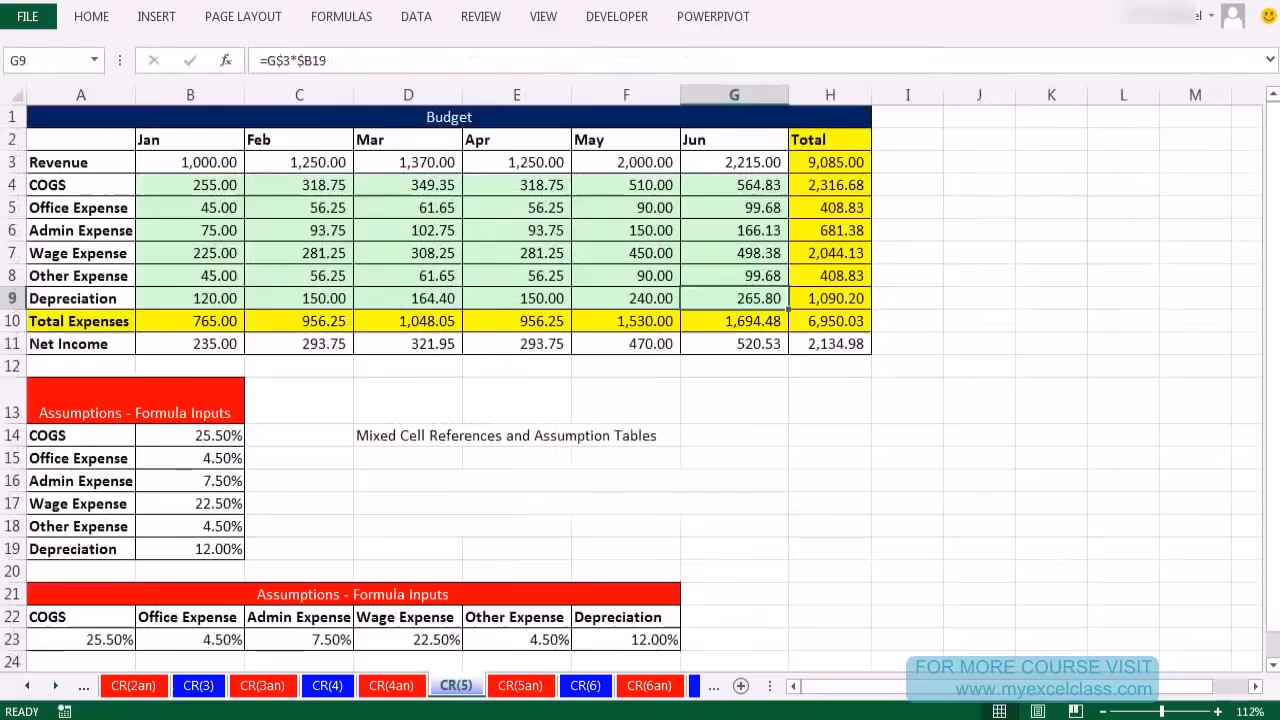 FILE HOME INSERT PAGE LAYOUT FORMULAS DATA REVIEW VIEW DEVELOPER POWERPIVOT
G9 fx =G$3*$B19
A B C D E F G H I J K L M
1 Budget
2 Jan Feb Mar Apr May Jun Total
3 Revenue 1,000.00 1,250.00 1,370.00 1,250.00 2,000.00 2,215.00 9,085.00
4 COGS 255.00 318.75 349.35 318.75 510.00 564.83 2,316.68
5 Office Expense 45.00 56.25 61.65 56.25 90.00 99.68 408.83
6 Admin Expense 75.00 93.75 102.75 93.75 150.00 166.13 681.38
7 Wage Expense 225.00 281.25 308.25 281.25 450.00 498.38 2,044.13
8 Other Expense 45.00 56.25 61.65 56.25 90.00 99.68 408.83
9 Depreciation 120.00 150.00 164.40 150.00 240.00 265.80 1,090.20
10 Total Expenses 765.00 956.25 1,048.05 956.25 1,530.00 1,694.48 6,950.03
11 Net Income 235.00 293.75 321.95 293.75 470.00 520.53 2,134.98
12
13 Assumptions - Formula Inputs
14 COGS 25.50% Mixed Cell References and Assumption Tables
15 Office Expense 4.50%
16 Admin Expense 7.50%
17 Wage Expense 22.50%
18 Other Expense 4.50%
19 Depreciation 12.00%
20
21 Assumptions - Formula Inputs
22 COGS Office Expense Admin Expense Wage Expense Other Expense Depreciation
23 25.50% 4.50% 7.50% 22.50% 4.50% 12.00%
24
FOR MORE COURSE VISIT
www.myexcelclass.com
... CR(2an) CR(3) CR(3an) CR(4) CR(4an) CR(5) CR(5an) CR(6) CR(6an) ...
READY 112%